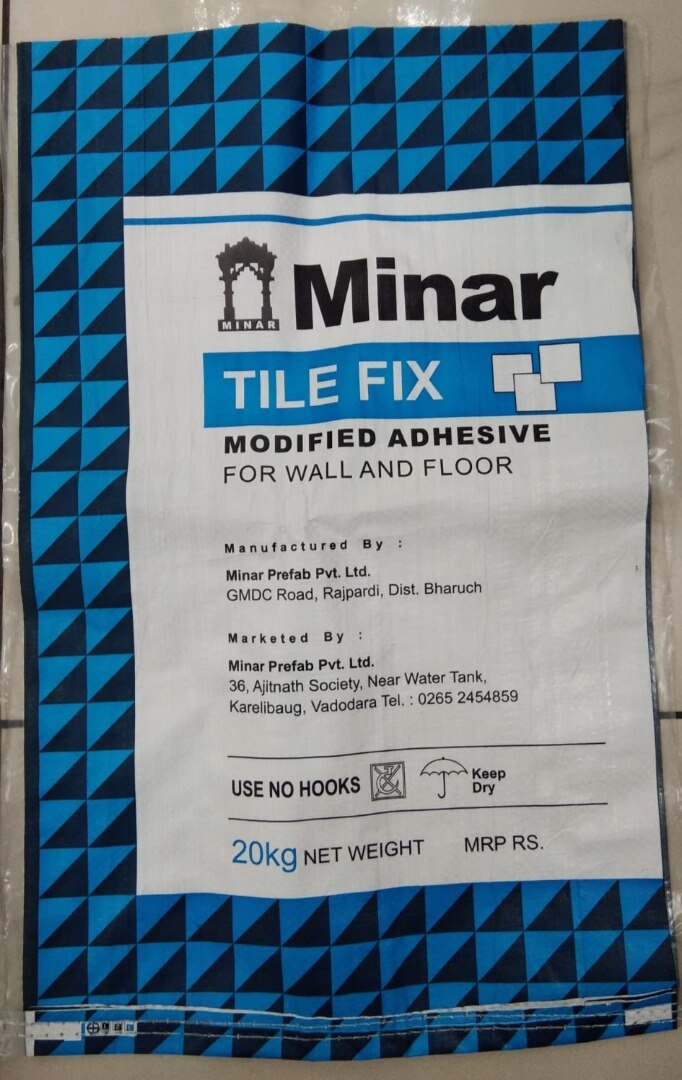 MINAR
Minar
TILE FIX
MODIFIED ADHESIVE
FOR WALL AND FLOOR
Manufactured By :
Minar Prefab Pvt. Ltd.
GMDC Road, Rajpardi, Dist. Bharuch
Marketed By :
Minar Prefab Pvt. Ltd.
36, Ajitnath Society, Near Water Tank,
Karelibaug, Vadodara Tel. : 0265 2454859
USE NO HOOKS
Keep
Dry
20kg NET WEIGHT MRP RS.